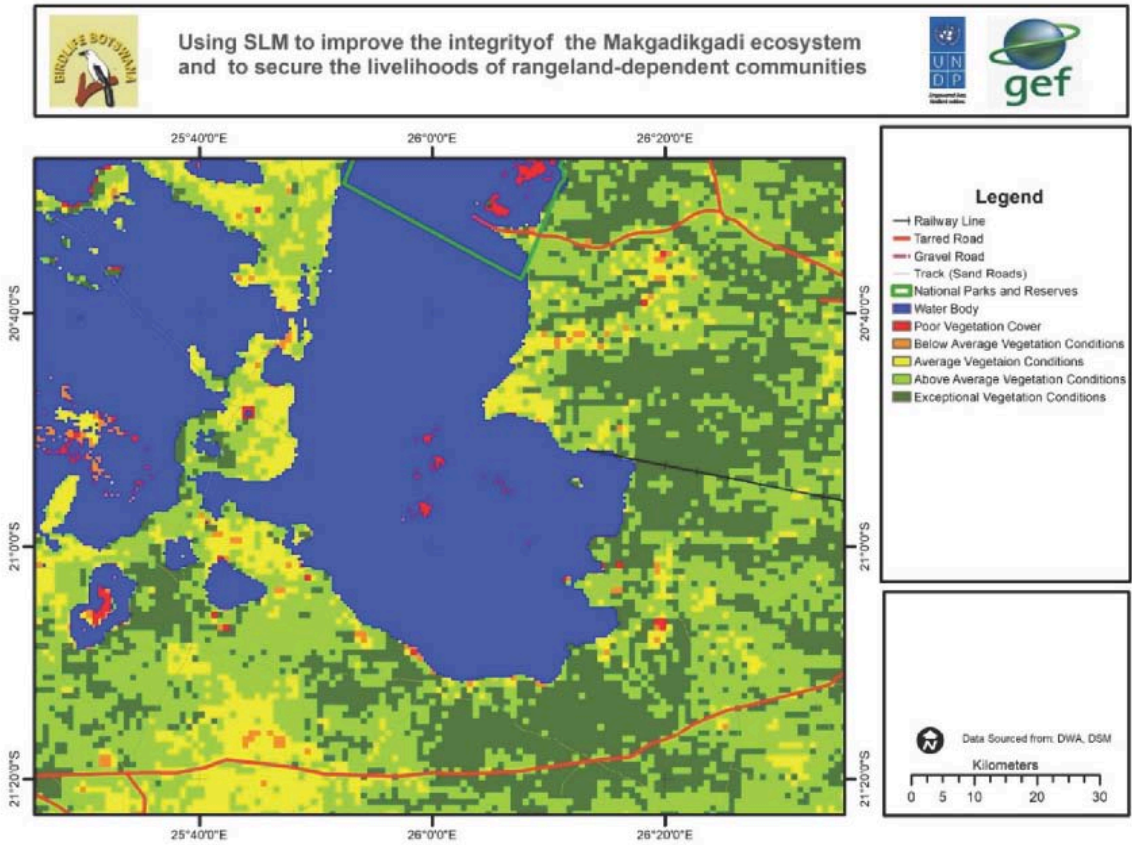 BIRDLIFE BOTSWANA
Using SLM to improve the integrityof the Makgadikgadi ecosystem
and to secure the livelihoods of rangeland-dependent communities
U N
D P
gef
25°40'0"E
26°0'0"E
26°20'0"E
20°40'0"S
20°40'0"S
21°0'0"S
21°0'0"S
21°20'0"S
21°20'0"S
25°40'0"E
26°0'0"E
26°20'0"E
Legend
Railway Line
Tarred Road
Gravel Road
Track (Sand Roads)
National Parks and Reserves
Water Body
Poor Vegetation Cover
Below Average Vegetation Conditions
Average Vegetaion Conditions
Above Average Vegetation Conditions
Exceptional Vegetation Conditions
N
Data Sourced from: DWA, DSM
Kilometers
0 5 10 20 30